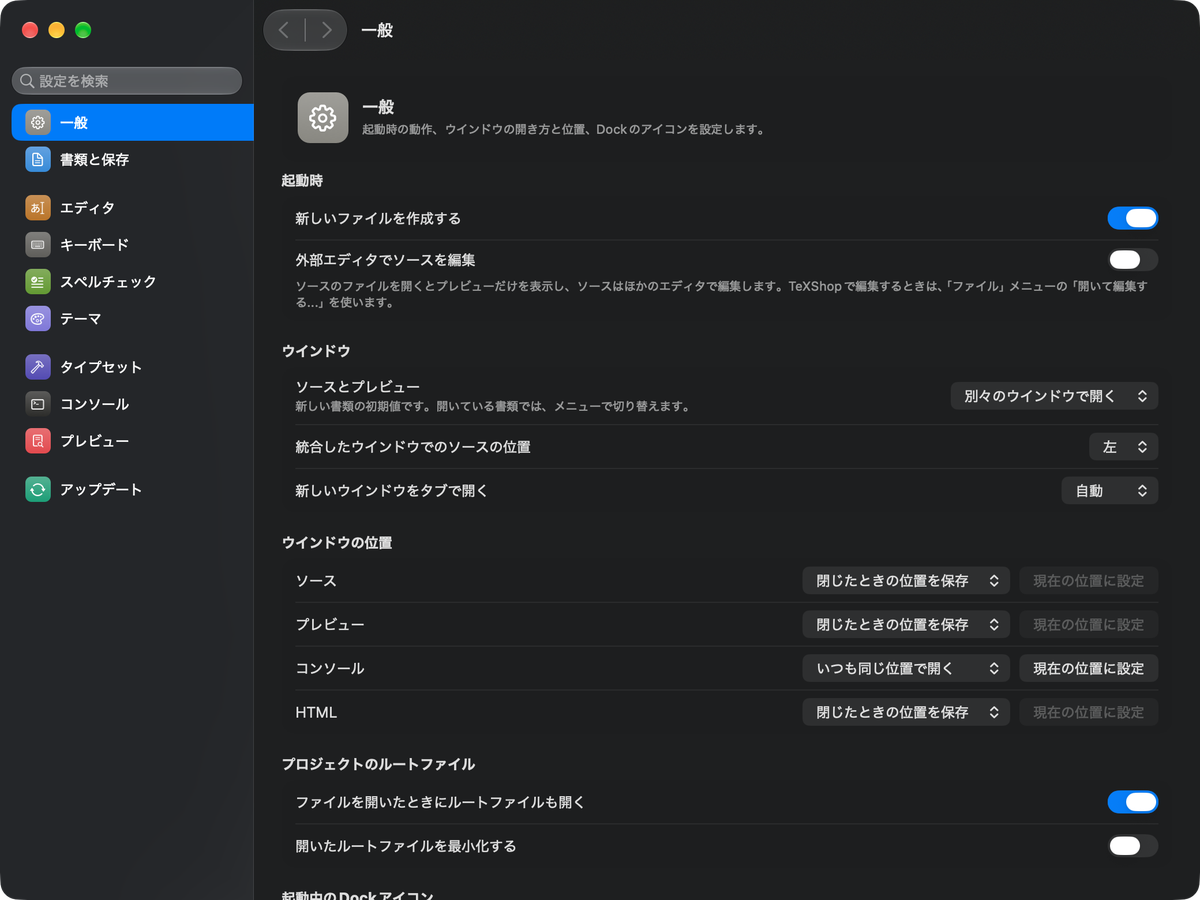 一般
設定を検索
一般
書類と保存
エディタ
キーボード
スペルチェック
テーマ
タイプセット
コンソール
プレビュー
アップデート
一般
起動時の動作、ウインドウの開き方と位置、Dockのアイコンを設定します。
起動時
新しいファイルを作成する
外部エディタでソースを編集
ソースのファイルを開くとプレビューだけを表示し、ソースはほかのエディタで編集します。TeXShopで編集するときは、「ファイル」メニューの「開いて編集す
る...」を使います。
ウインドウ
ソースとプレビュー
新しい書類の初期値です。開いている書類では、メニューで切り替えます。
別々のウインドウで開く
統合したウインドウでのソースの位置
左
新しいウインドウをタブで開く
自動
ウインドウの位置
ソース
閉じたときの位置を保存
現在の位置に設定
プレビュー
閉じたときの位置を保存
現在の位置に設定
コンソール
いつも同じ位置で開く
現在の位置に設定
HTML
閉じたときの位置を保存
現在の位置に設定
プロジェクトのルートファイル
ファイルを開いたときにルートファイルも開く
開いたルートファイルを最小化する
起動中のDockアイコン